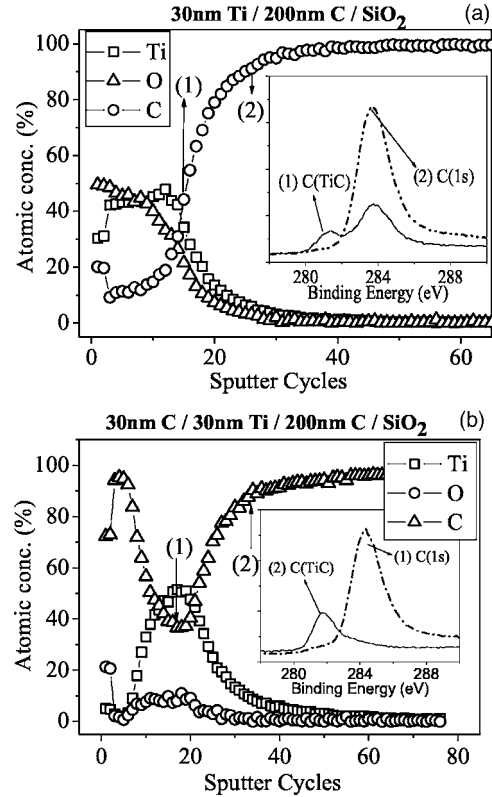 30nm Ti / 200nm C / SiO2
(a)
Ti
O
C
(1)
(2)
(1) C(TiC)
(2) C(1s)
280 284 288
Binding Energy (eV)
100
80
60
40
20
0
Atomic conc. (%)
0 20 40 60
Sputter Cycles
30nm C / 30nm Ti / 200nm C / SiO2
(b)
Ti
O
C
(1)
(2)
(2) C(TiC)
(1) C(1s)
280 284 288
Binding Energy (eV)
100
80
60
40
20
0
Atomic conc. (%)
0 20 40 60 80
Sputter Cycles